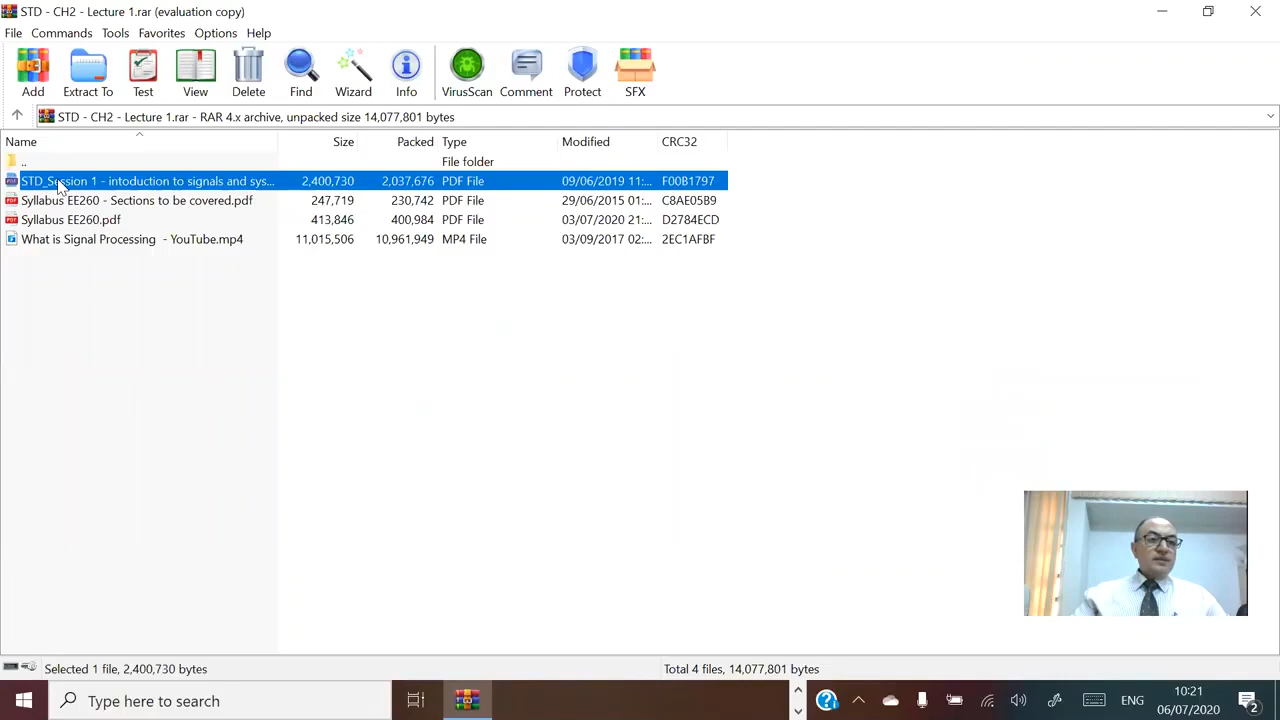 STD - CH2 - Lecture 1.rar (evaluation copy)
File Commands Tools Favorites Options Help
Add Extract To Test View Delete Find Wizard Info VirusScan Comment Protect SFX
STD - CH2 - Lecture 1.rar - RAR 4.x archive, unpacked size 14,077,801 bytes
Name Size Packed Type Modified CRC32
.. File folder
STD_Session 1 - intoduction to signals and sys... 2,400,730 2,037,676 PDF File 09/06/2019 11:... F00B1797
Syllabus EE260 - Sections to be covered.pdf 247,719 230,742 PDF File 29/06/2015 01:... C8AE05B9
Syllabus EE260.pdf 413,846 400,984 PDF File 03/07/2020 21:... D2784ECD
What is Signal Processing - YouTube.mp4 11,015,506 10,961,949 MP4 File 03/09/2017 02:... 2EC1AFBF
Selected 1 file, 2,400,730 bytes Total 4 files, 14,077,801 bytes
Type here to search ENG 10:21
06/07/2020 2